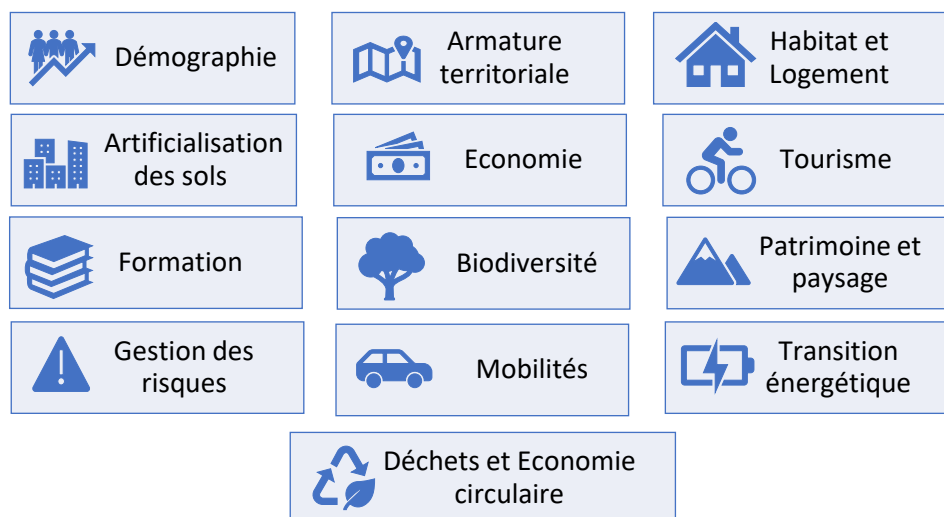 Démographie
Armature
territoriale
Habitat et
Logement
Artificialisation
des sols
Economie
Tourisme
Formation
Biodiversité
Patrimoine et
paysage
Gestion des
risques
Mobilités
Transition
énergétique
Déchets et Economie
circulaire